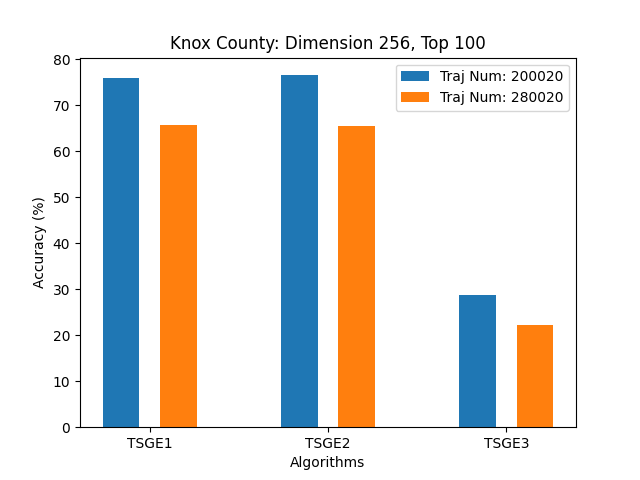 Knox County: Dimension 256, Top 100
Traj Num: 200020
Traj Num: 280020
Accuracy (%)
80
70
60
50
40
30
20
10
0
TSGE1 TSGE2 TSGE3
Algorithms